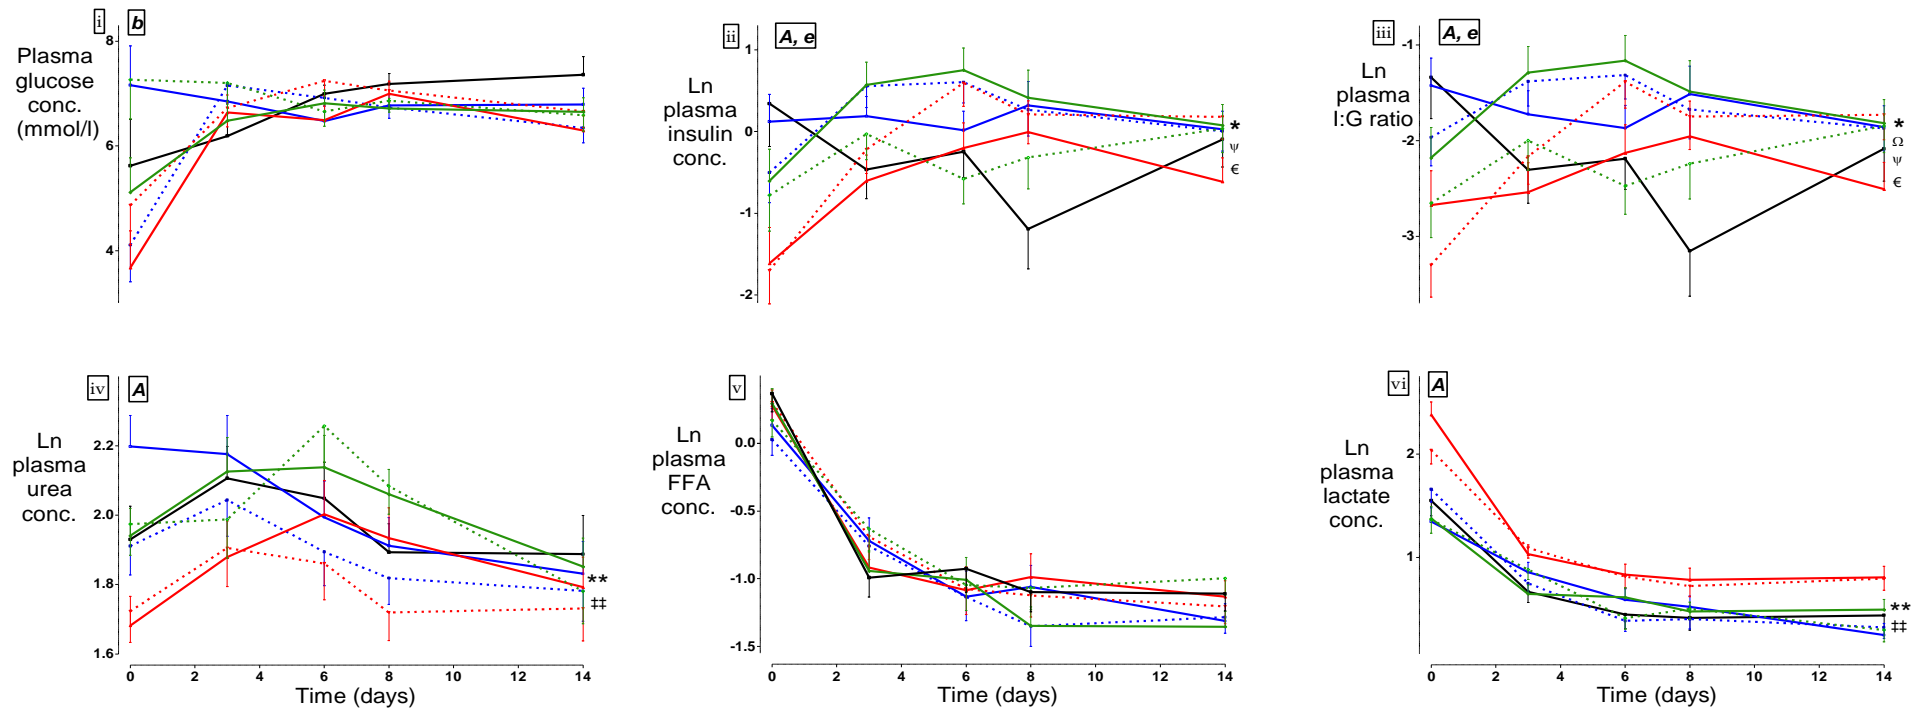 i
b
Plasma
glucose
conc.
(mmol/l)
8
6
4
ii
A, e
Ln
plasma
insulin
conc.
1
0
-1
-2
*
ψ
€
iii
A, e
Ln
plasma
I:G ratio
-1
-2
-3
*
Ω
ψ
€
iv
A
Ln
plasma
urea
conc.
2.2
2.0
1.8
1.6
**
‡‡
0 2 4 6 8 10 12 14
Time (days)
v
Ln
plasma
FFA
conc.
0.0
-0.5
-1.0
-1.5
0 2 4 6 8 10 12 14
Time (days)
vi
A
Ln
plasma
lactate
conc.
2
1
**
‡‡
0 2 4 6 8 10 12 14
Time (days)